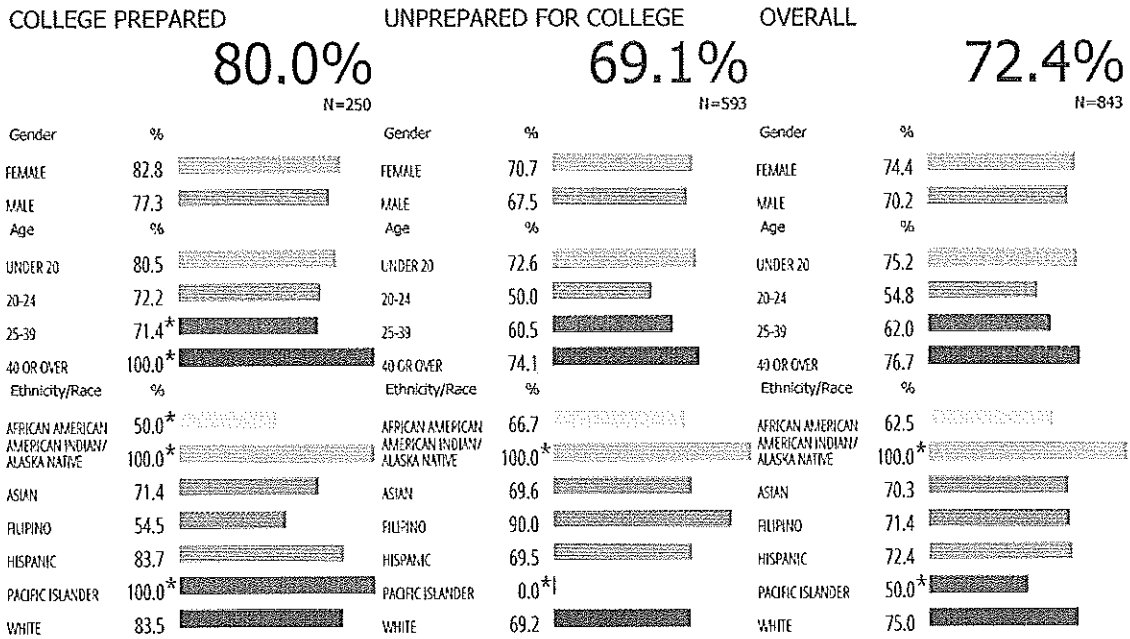 COLLEGE PREPARED
80.0%
N=250
Gender %
FEMALE 82.8
MALE 77.3
Age %
UNDER 20 80.5
20-24 72.2
25-39 71.4*
40 OR OVER 100.0*
Ethnicity/Race %
AFRICAN AMERICAN 50.0*
AMERICAN INDIAN/
ALASKA NATIVE 100.0*
ASIAN 71.4
FILIPINO 54.5
HISPANIC 83.7
PACIFIC ISLANDER 100.0*
WHITE 83.5
UNPREPARED FOR COLLEGE
69.1%
N=593
Gender %
FEMALE 70.7
MALE 67.5
Age %
UNDER 20 72.6
20-24 50.0
25-39 60.5
40 OR OVER 74.1
Ethnicity/Race %
AFRICAN AMERICAN 66.7
AMERICAN INDIAN/
ALASKA NATIVE 100.0*
ASIAN 69.6
FILIPINO 90.0
HISPANIC 69.5
PACIFIC ISLANDER 0.0*
WHITE 69.2
OVERALL
72.4%
N=843
Gender %
FEMALE 74.4
MALE 70.2
Age %
UNDER 20 75.2
20-24 54.8
25-39 62.0
40 OR OVER 76.7
Ethnicity/Race %
AFRICAN AMERICAN 62.5
AMERICAN INDIAN/
ALASKA NATIVE 100.0*
ASIAN 70.3
FILIPINO 71.4
HISPANIC 72.4
PACIFIC ISLANDER 50.0*
WHITE 75.0